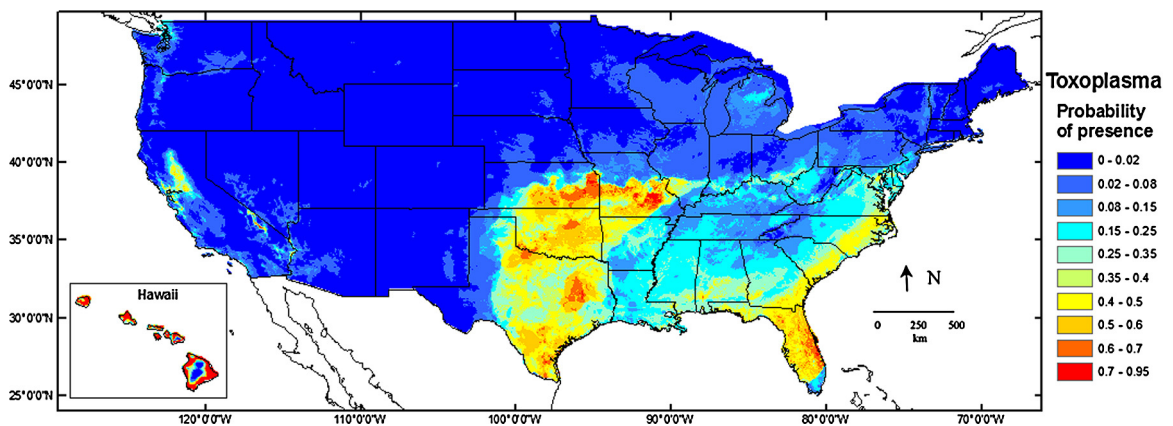 45°0'0"N
40°0'0"N
35°0'0"N
30°0'0"N
25°0'0"N
120°0'0"W
110°0'0"W
100°0'0"W
90°0'0"W
80°0'0"W
70°0'0"W
Hawaii
N
0 250 500
km
Toxoplasma
Probability
of presence
0 - 0.02
0.02 - 0.08
0.08 - 0.15
0.15 - 0.25
0.25 - 0.35
0.35 - 0.4
0.4 - 0.5
0.5 - 0.6
0.6 - 0.7
0.7 - 0.95